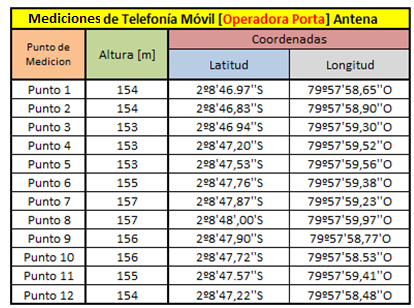 Mediciones de Telefonía Móvil [Operadora Porta] Antena
Punto de Medicion Altura [m] Coordenadas
Latitud Longitud
Punto 1 154 2º8'46.97''S 79º57'58,65''O
Punto 2 154 2º8'46,83''S 79º57'58,90''O
Punto 3 153 2º8'46 94''S 79º57'59,30''O
Punto 4 153 2º8'47,20''S 79º57'59,52''O
Punto 5 153 2º8'47,53''S 79º57'59,56''O
Punto 6 155 2º8'47,76''S 79º57'59,38''O
Punto 7 157 2º8'47,87''S 79º57'59,23''O
Punto 8 157 2º8'48',00'S 79º57'59,97''O
Punto 9 156 2º8'47,90''S 79º57'58,77'O
Punto 10 156 2º8'47,72''S 79º57'58.53''O
Punto 11 155 2º8'47.57''S 79º57'59,41''O
Punto 12 154 2º8'47,22''S 79º57'58,48''O